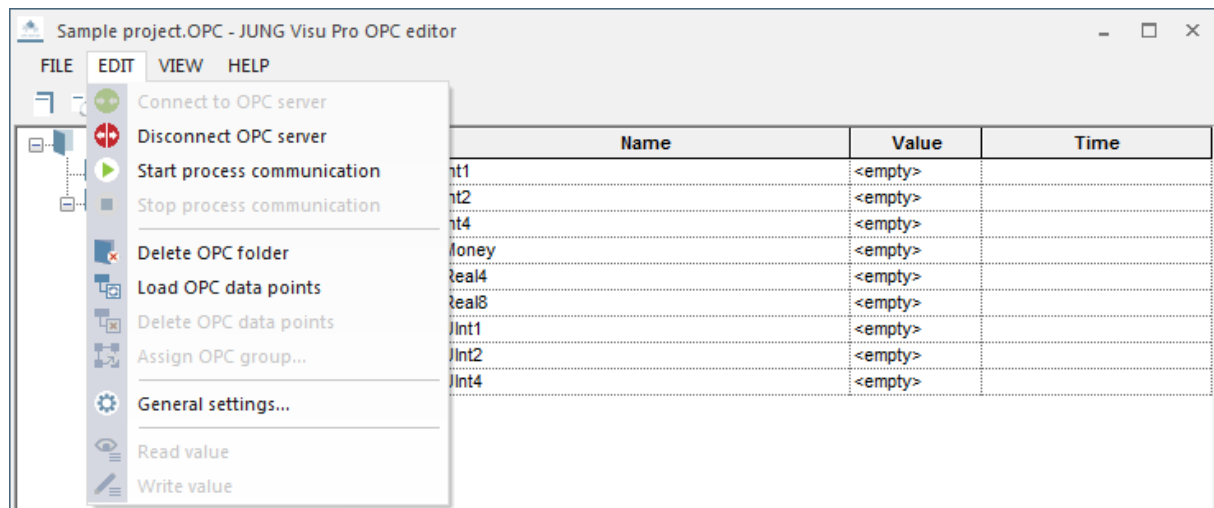 Sample project.OPC - JUNG Visu Pro OPC editor
FILE EDIT VIEW HELP
Connect to OPC server
Disconnect OPC server
Start process communication
Stop process communication
Delete OPC folder
Load OPC data points
Delete OPC data points
Assign OPC group...
General settings...
Read value
Write value
Name Value Time
nt1 <empty>
nt2 <empty>
nt4 <empty>
Money <empty>
Real4 <empty>
Real8 <empty>
UInt1 <empty>
UInt2 <empty>
UInt4 <empty>